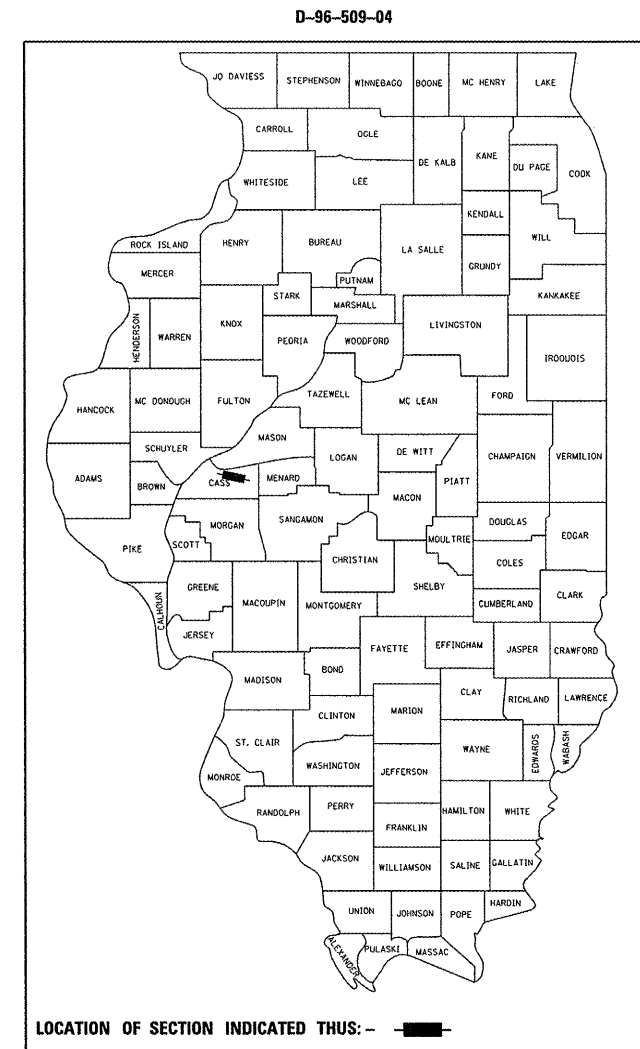 D-96-509-04
JO DAVIESS STEPHENSON WINNEBAGO BOONE MC HENRY LAKE
CARROLL OGLE DE KALB KANE DU PAGE COOK
WHITESIDE LEE
KENDALL
ROCK ISLAND HENRY BUREAU LA SALLE WILL
MERCER PUTNAM GRUNDY
STARK MARSHALL KANKAKEE
HENDERSON WARREN KNOX PEORIA WOODFORD LIVINGSTON IROQUOIS
HANCOCK MC DONOUGH FULTON TAZEWELL MC LEAN FORD
SCHUYLER MASON LOGAN DE WITT CHAMPAIGN VERMILION
ADAMS BROWN CASS MENARD MACON PIATT
MORGAN SANGAMON MOULTRIE DOUGLAS EDGAR
PIKE SCOTT CHRISTIAN COLES
GREENE SHELBY
CALHOUN MACOUPIN MONTGOMERY CUMBERLAND CLARK
JERSEY FAYETTE EFFINGHAM JASPER CRAWFORD
MADISON BOND CLAY
RICHLAND LAWRENCE
CLINTON MARION
ST. CLAIR WASHINGTON JEFFERSON WAYNE EDWARDS WABASH
MONROE
RANDOLPH PERRY HAMILTON WHITE
FRANKLIN
JACKSON WILLIAMSON SALINE GALLATIN
UNION JOHNSON POPE HARDIN
ALEXANDER PULASKI MASSAC
LOCATION OF SECTION INDICATED THUS: -